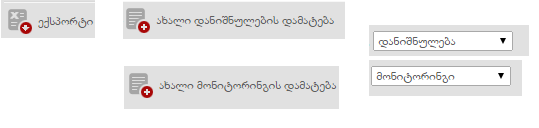 ექსპორტი
ახალი დანიშნულების დამატება
დანიშნულება
ახალი მონიტორინგის დამატება
მონიტორინგი